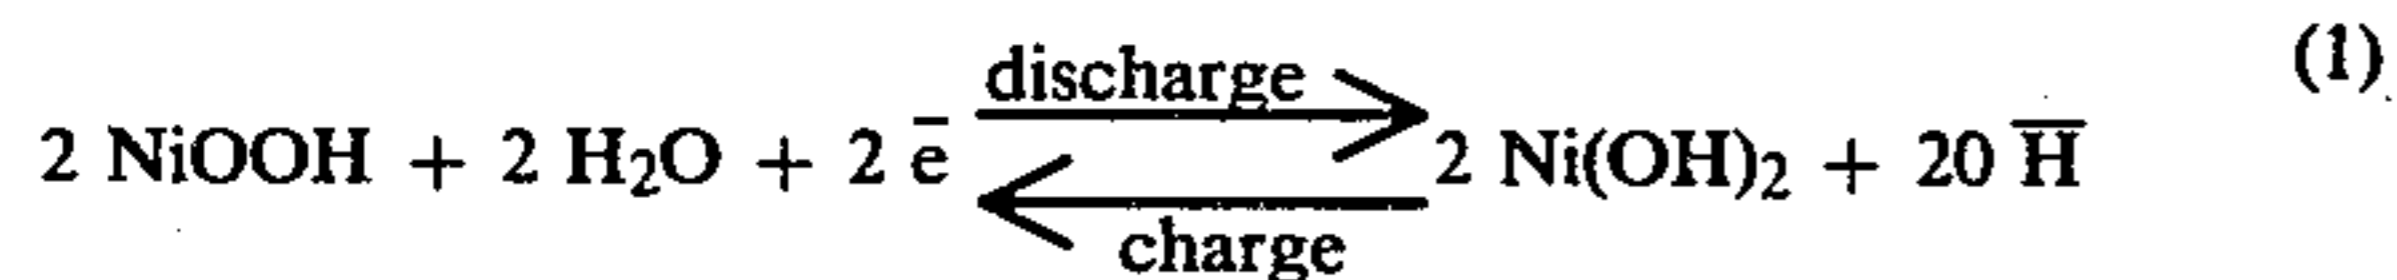 (1)
discharge
2 NiOOH + 2 H₂O + 2 e̅ 2 Ni(OH)₂ + 20 H̅
charge